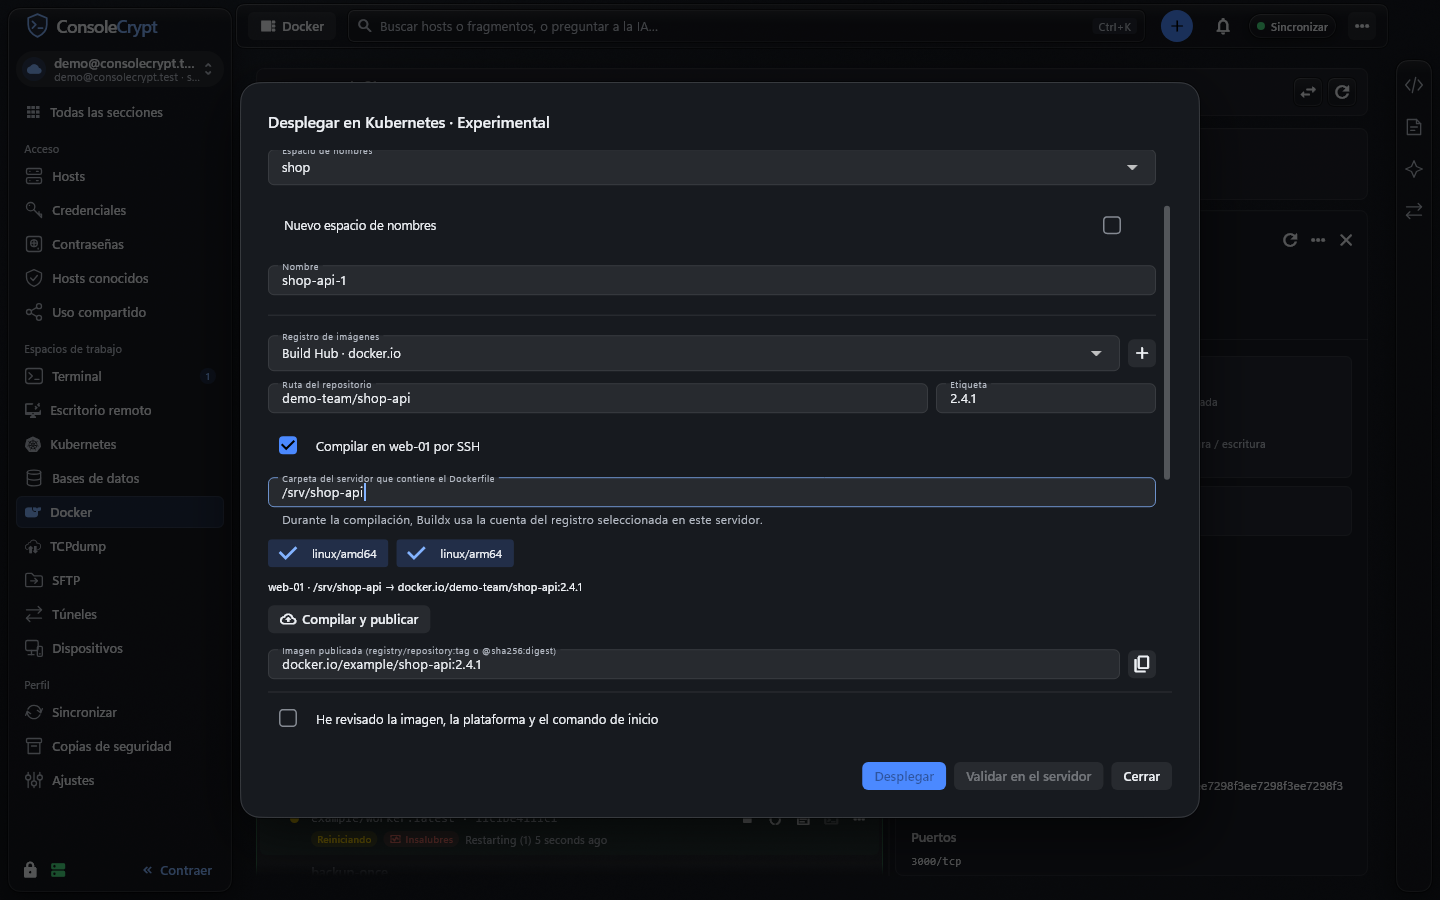 ConsoleCrypt
demo@consolecrypt.t...
demo@consolecrypt.test · s...
Todas las secciones
Acceso
Hosts
Credenciales
Contraseñas
Hosts conocidos
Uso compartido
Espacios de trabajo
Terminal 1
Escritorio remoto
Kubernetes
Bases de datos
Docker
TCPdump
SFTP
Túneles
Dispositivos
Perfil
Sincronizar
Copias de seguridad
Ajustes
Contraer
Docker
Buscar hosts o fragmentos, o preguntar a la IA...
Ctrl+K
Sincronizar
Desplegar en Kubernetes · Experimental
Espacio de nombres
shop
Nuevo espacio de nombres
Nombre
shop-api-1
Registro de imágenes
Build Hub · docker.io
Ruta del repositorio
demo-team/shop-api
Etiqueta
2.4.1
Compilar en web-01 por SSH
Carpeta del servidor que contiene el Dockerfile
/srv/shop-api
Durante la compilación, Buildx usa la cuenta del registro seleccionada en este servidor.
linux/amd64
linux/arm64
web-01 · /srv/shop-api → docker.io/demo-team/shop-api:2.4.1
Compilar y publicar
Imagen publicada (registry/repository:tag o @sha256:digest)
docker.io/example/shop-api:2.4.1
He revisado la imagen, la plataforma y el comando de inicio
Desplegar
Validar en el servidor
Cerrar
ada
ra / escritura
e7298f3ee7298f3ee7298f3
Reiniciando
Insalubres
Restarting (1) 5 seconds ago
Puertos
3000/tcp